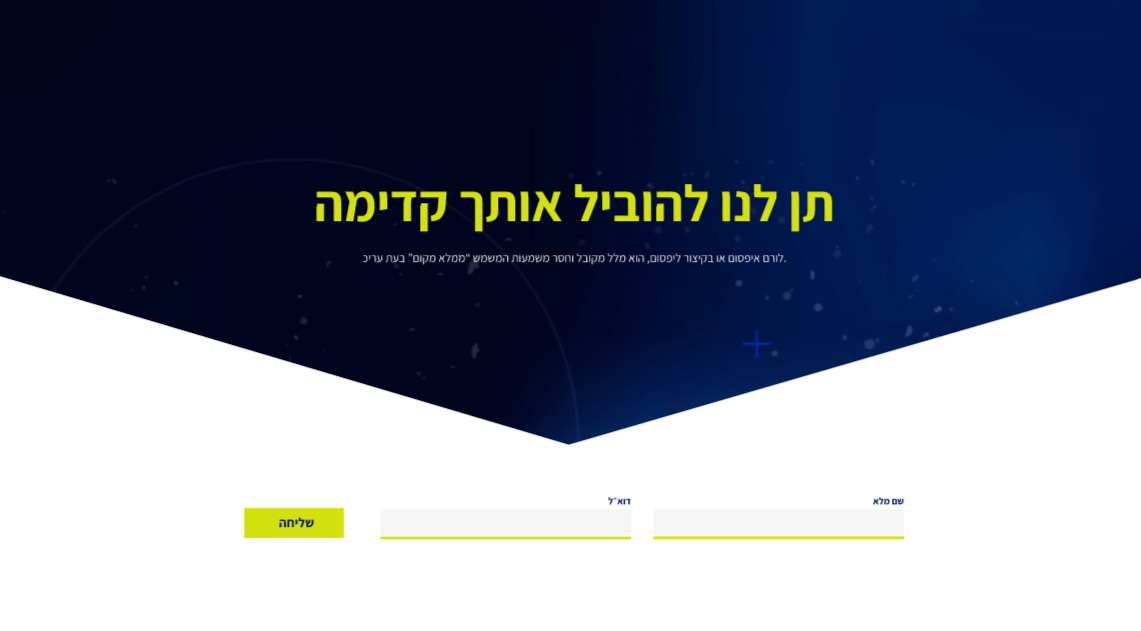 תן לנו להוביל אותך קדימה
לורם איפסום או בקיצור ליפסום, הוא מלל מקובל וחסר משמעות המשמש "ממלא מקום" בעת עריכ.
שם מלא
דוא״ל
שליחה